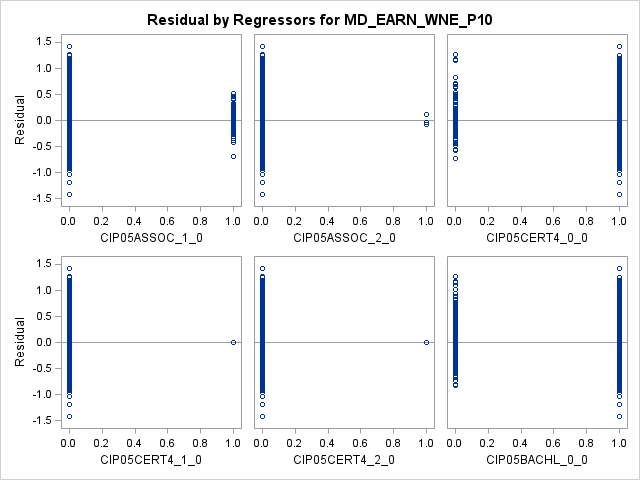 Residual by Regressors for MD_EARN_WNE_P10
1.5
1.0
0.5
0.0
-0.5
-1.0
-1.5
Residual
0.0 0.2 0.4 0.6 0.8 1.0 0.0 0.2 0.4 0.6 0.8 1.0 0.0 0.2 0.4 0.6 0.8 1.0
CIP05ASSOC_1_0 CIP05ASSOC_2_0 CIP05CERT4_0_0
1.5
1.0
0.5
0.0
-0.5
-1.0
-1.5
Residual
0.0 0.2 0.4 0.6 0.8 1.0 0.0 0.2 0.4 0.6 0.8 1.0 0.0 0.2 0.4 0.6 0.8 1.0
CIP05CERT4_1_0 CIP05CERT4_2_0 CIP05BACHL_0_0